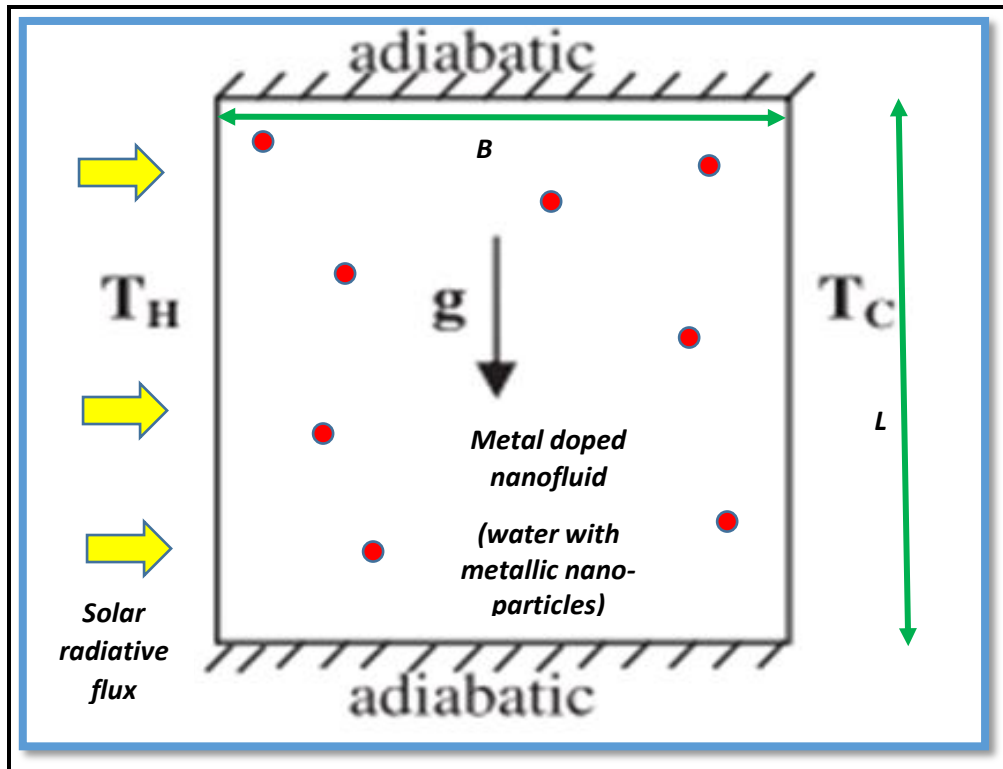 adiabatic
B
T_H
g
T_C
L
Metal doped
nanofluid
(water with
metallic nano-
particles)
Solar
radiative
flux
adiabatic